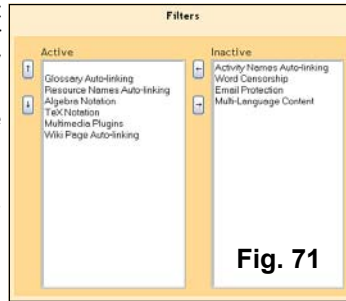 Filters
Active
Glossary Auto-linking
Resource Names Auto-linking
Algebra Notation
TeX Notation
Multimedia Plugins
Wiki Page Auto-linking
Inactive
Activity Names Auto-linking
Word Censorship
Email Protection
Multi-Language Content
Fig. 71